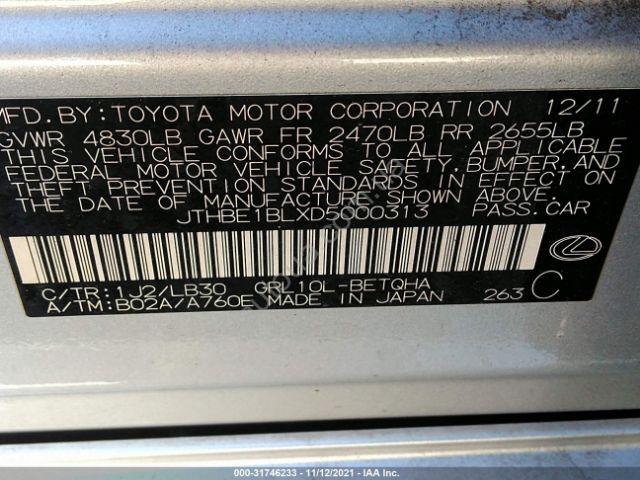 MFD. BY: TOYOTA MOTOR CORPORATION 12/11
GVWR 4830LB GAWR FR 2470LB RR 2655LB
THIS VEHICLE CONFORMS TO ALL APPLICABLE
FEDERAL MOTOR VEHICLE SAFETY, BUMPER, AND
THEFT PREVENTION STANDARDS IN EFFECT ON
THE DATE OF MANUFACTURE SHOWN ABOVE.
JTHBE1BLXD5000313 PASS. CAR
C/TR: 1J2/LB30 GRL10L-BETQHA
A/TM: B02A/A760E MADE IN JAPAN 263 C
000-31746233 - 11/12/2021 - IAA Inc.